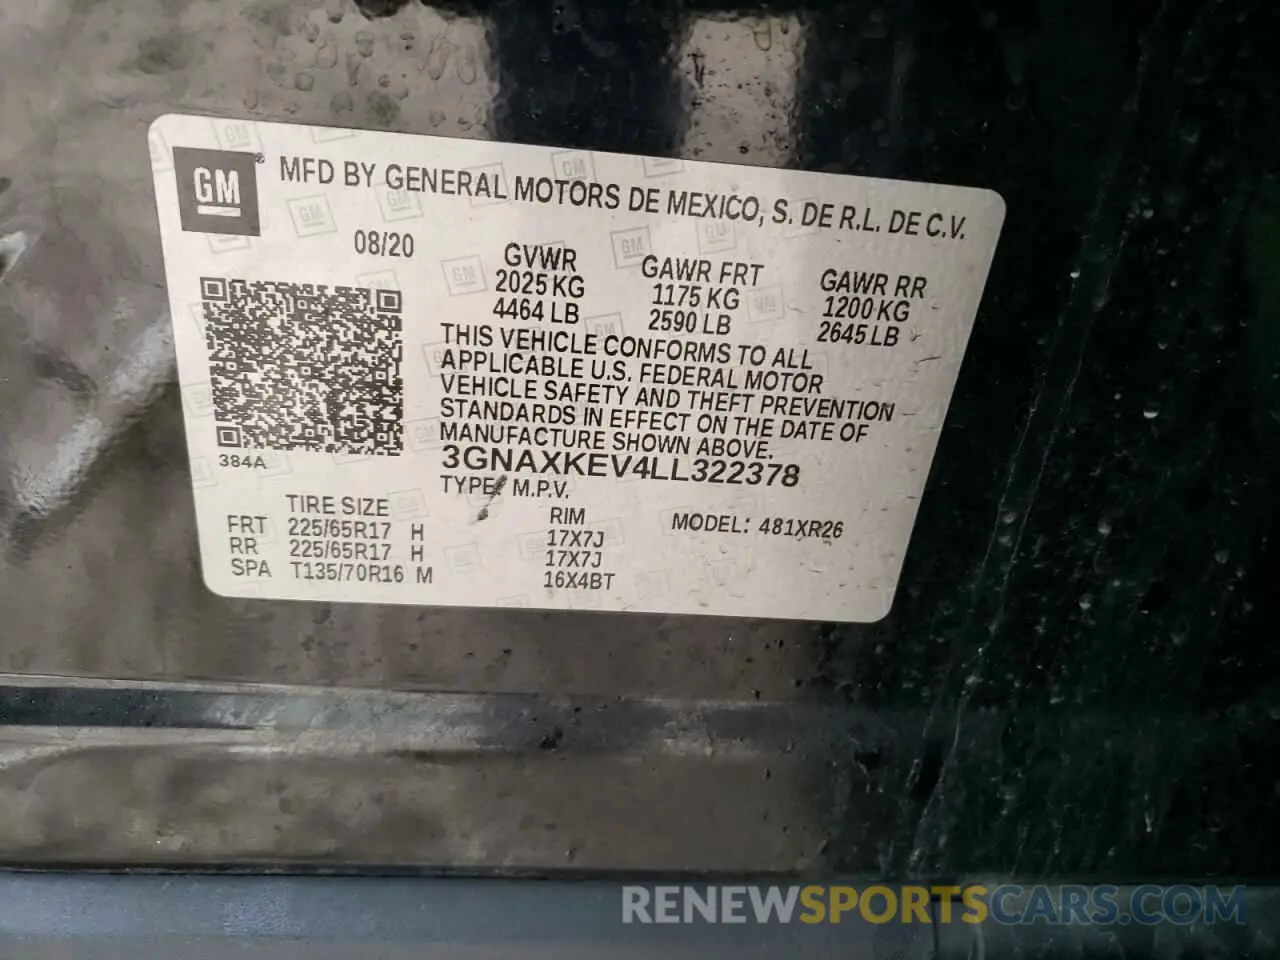 GM® MFD BY GENERAL MOTORS DE MEXICO, S. DE R.L. DE C.V.
08/20
GVWR GAWR FRT GAWR RR
2025 KG 1175 KG 1200 KG
4464 LB 2590 LB 2645 LB
THIS VEHICLE CONFORMS TO ALL
APPLICABLE U.S. FEDERAL MOTOR
VEHICLE SAFETY AND THEFT PREVENTION
STANDARDS IN EFFECT ON THE DATE OF
MANUFACTURE SHOWN ABOVE.
384A
3GNAXKEV4LL322378
TYPE: M.P.V.
TIRE SIZE RIM MODEL: 481XR26
FRT 225/65R17 H 17X7J
RR 225/65R17 H 17X7J
SPA T135/70R16 M 16X4BT
RENEWSPORTSCARS.COM